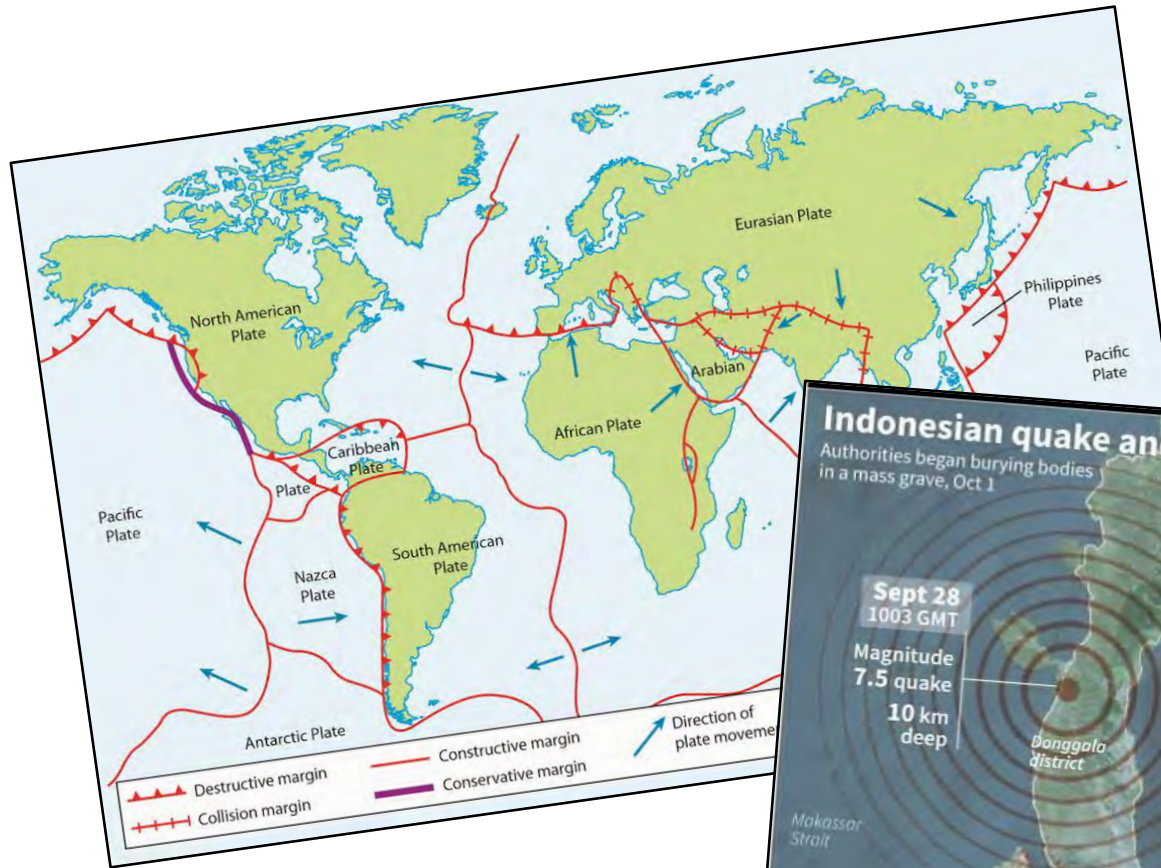 North American
Plate
Eurasian Plate
Philippines
Plate
Pacific
Plate
Arabian
African Plate
Caribbean
Plate
Plate
Pacific
Plate
South American
Plate
Nazca
Plate
Antarctic Plate
Destructive margin
Constructive margin
Direction of
plate moveme
Collision margin
Conservative margin
Indonesian quake an
Authorities began burying bodies
in a mass grave, Oct 1
Sept 28
1003 GMT
Magnitude
7.5 quake
10 km
deep
Donggala
district
Makassar
Strait